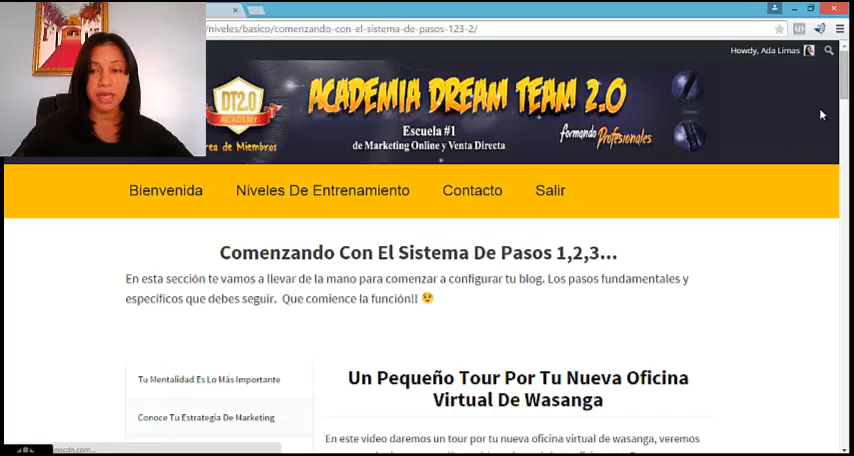 /niveles/basico/comenzando-con-el-sistema-de-pasos-123-2/
Howdy, Ada Limas
DT2.0
ACADEMY
ACADEMIA DREAM TEAM 2.0
Escuela #1
de Marketing Online y Venta Directa
formando Profesionales
rea de Miembros
Bienvenida
Niveles De Entrenamiento
Contacto
Salir
Comenzando Con El Sistema De Pasos 1,2,3...
En esta sección te vamos a llevar de la mano para comenzar a configurar tu blog. Los pasos fundamentales y
específicos que debes seguir. Que comience la función!! 😉
Tu Mentalidad Es Lo Más Importante
Conoce Tu Estrategia De Marketing
Un Pequeño Tour Por Tu Nueva Oficina
Virtual De Wasanga
En este video daremos un tour por tu nueva oficina virtual de wasanga, veremos